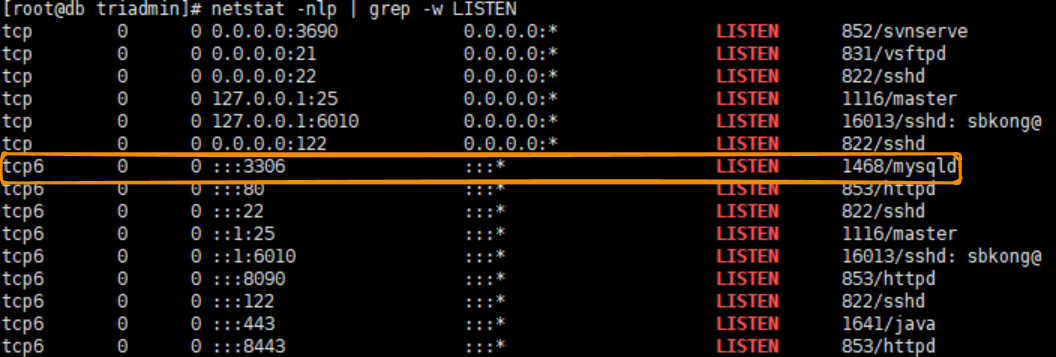 [root@db triadmin]# netstat -nlp | grep -w LISTEN
tcp 0 0 0.0.0.0:3690 0.0.0.0:* LISTEN 852/svnserve
tcp 0 0 0.0.0.0:21 0.0.0.0:* LISTEN 831/vsftpd
tcp 0 0 0.0.0.0:22 0.0.0.0:* LISTEN 822/sshd
tcp 0 0 127.0.0.1:25 0.0.0.0:* LISTEN 1116/master
tcp 0 0 127.0.0.1:6010 0.0.0.0:* LISTEN 16013/sshd: sbkong@
tcp 0 0 0.0.0.0:122 0.0.0.0:* LISTEN 822/sshd
tcp6 0 0 :::3306 :::* LISTEN 1468/mysqld
tcp6 0 0 :::80 :::* LISTEN 853/httpd
tcp6 0 0 :::22 :::* LISTEN 822/sshd
tcp6 0 0 ::1:25 :::* LISTEN 1116/master
tcp6 0 0 ::1:6010 :::* LISTEN 16013/sshd: sbkong@
tcp6 0 0 :::8090 :::* LISTEN 853/httpd
tcp6 0 0 :::122 :::* LISTEN 822/sshd
tcp6 0 0 :::443 :::* LISTEN 1641/java
tcp6 0 0 :::8443 :::* LISTEN 853/httpd